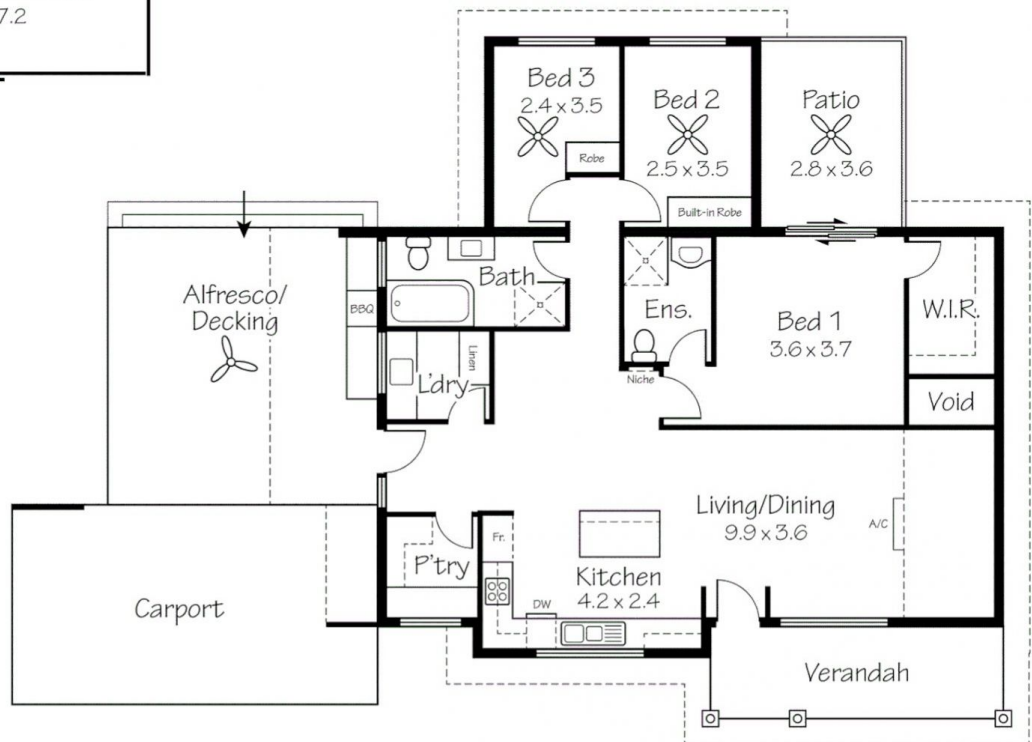 7.2
Bed 3
2.4 x 3.5
Robe
Bed 2
2.5 x 3.5
Built-in Robe
Patio
2.8 x 3.6
Alfresco/
Decking
BBQ
Bath
Linen
L'dry
Ens.
Niche
Bed 1
3.6 x 3.7
W.I.R.
Void
Living/Dining
9.9 x 3.6
A/C
Fr.
P'try
Kitchen
4.2 x 2.4
DW
Carport
Verandah